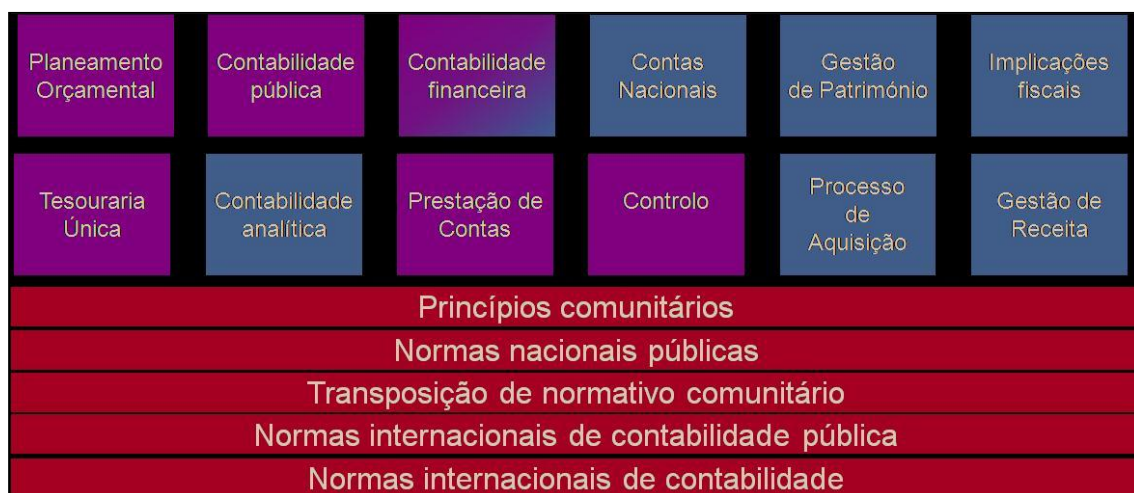 Planeamento
Orçamental
Contabilidade
pública
Contabilidade
financeira
Contas
Nacionais
Gestão
de Património
Implicações
fiscais
Tesouraria
Única
Contabilidade
analítica
Prestação de
Contas
Controlo
Processo
de
Aquisição
Gestão de
Receita
Princípios comunitários
Normas nacionais públicas
Transposição de normativo comunitário
Normas internacionais de contabilidade pública
Normas internacionais de contabilidade